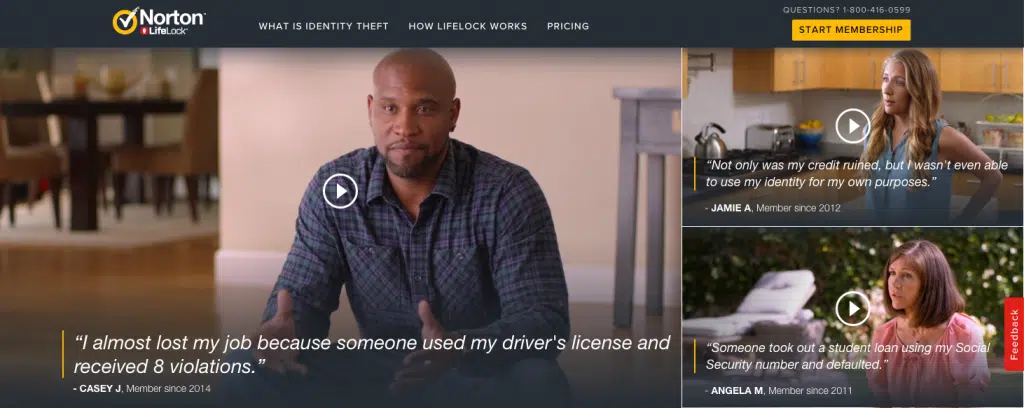 Norton
LifeLock
WHAT IS IDENTITY THEFT
HOW LIFELOCK WORKS
PRICING
QUESTIONS? 1-800-416-0599
START MEMBERSHIP
“I almost lost my job because someone used my driver's license and
received 8 violations.”
- CASEY J, Member since 2014
“Not only was my credit ruined, but I wasn't even able
to use my identity for my own purposes.”
- JAMIE A, Member since 2012
“Someone took out a student loan using my Social
Security number and defaulted.”
- ANGELA M, Member since 2011
Feedback